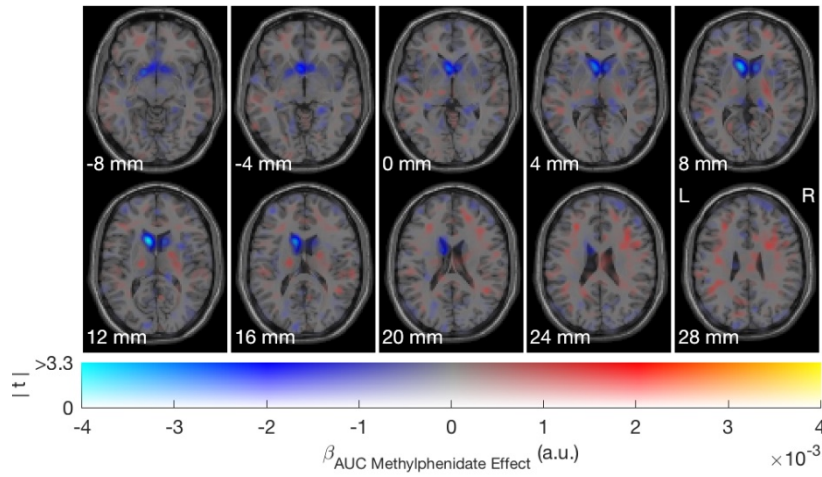 -8 mm -4 mm 0 mm 4 mm 8 mm
L R
12 mm 16 mm 20 mm 24 mm 28 mm
>3.3
| t |
0
-4 -3 -2 -1 0 1 2 3 4
β AUC Methylphenidate Effect (a.u.) ×10⁻³